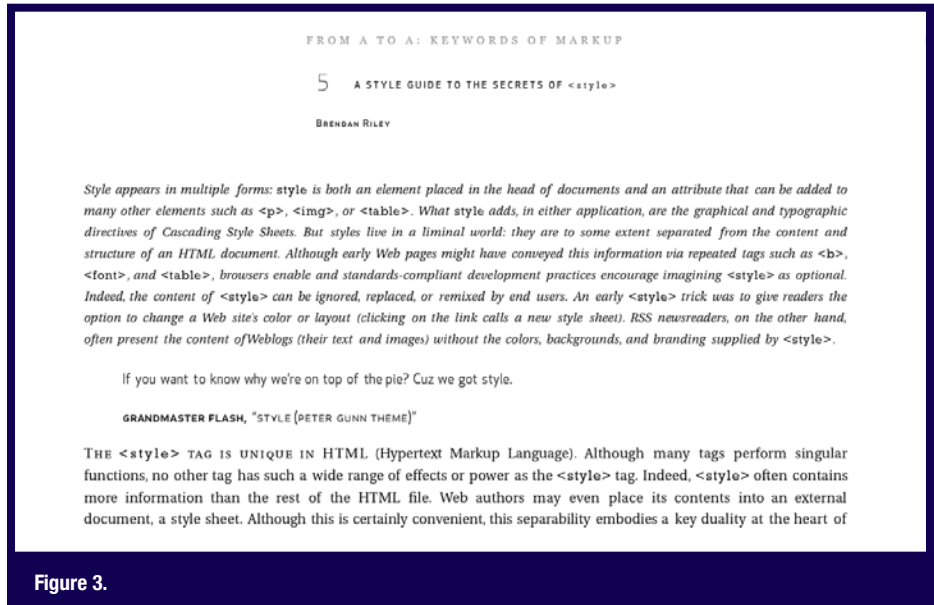 FROM A TO A: KEYWORDS OF MARKUP
5 A STYLE GUIDE TO THE SECRETS OF <style>
BRENDAN RILEY
Style appears in multiple forms: style is both an element placed in the head of documents and an attribute that can be added to
many other elements such as <p>, <img>, or <table>. What style adds, in either application, are the graphical and typographic
directives of Cascading Style Sheets. But styles live in a liminal world: they are to some extent separated from the content and
structure of an HTML document. Although early Web pages might have conveyed this information via repeated tags such as <b>,
<font>, and <table>, browsers enable and standards-compliant development practices encourage imagining <style> as optional.
Indeed, the content of <style> can be ignored, replaced, or remixed by end users. An early <style> trick was to give readers the
option to change a Web site's color or layout (clicking on the link calls a new style sheet). RSS newsreaders, on the other hand,
often present the content ofWeblogs (their text and images) without the colors, backgrounds, and branding supplied by <style>.
If you want to know why we're on top of the pie? Cuz we got style.
GRANDMASTER FLASH, "STYLE (PETER GUNN THEME)"
THE <style> TAG IS UNIQUE IN HTML (Hypertext Markup Language). Although many tags perform singular
functions, no other tag has such a wide range of effects or power as the <style> tag. Indeed, <style> often contains
more information than the rest of the HTML file. Web authors may even place its contents into an external
document, a style sheet. Although this is certainly convenient, this separability embodies a key duality at the heart of
Figure 3.